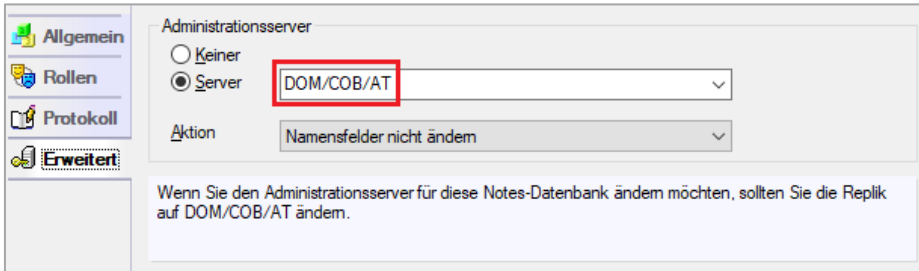 Allgemein
Rollen
Protokoll
Erweitert
Administrationsserver
Keiner
Server DOM/COB/AT
Aktion Namensfelder nicht ändern
Wenn Sie den Administrationsserver für diese Notes-Datenbank ändern möchten, sollten Sie die Replik
auf DOM/COB/AT ändern.